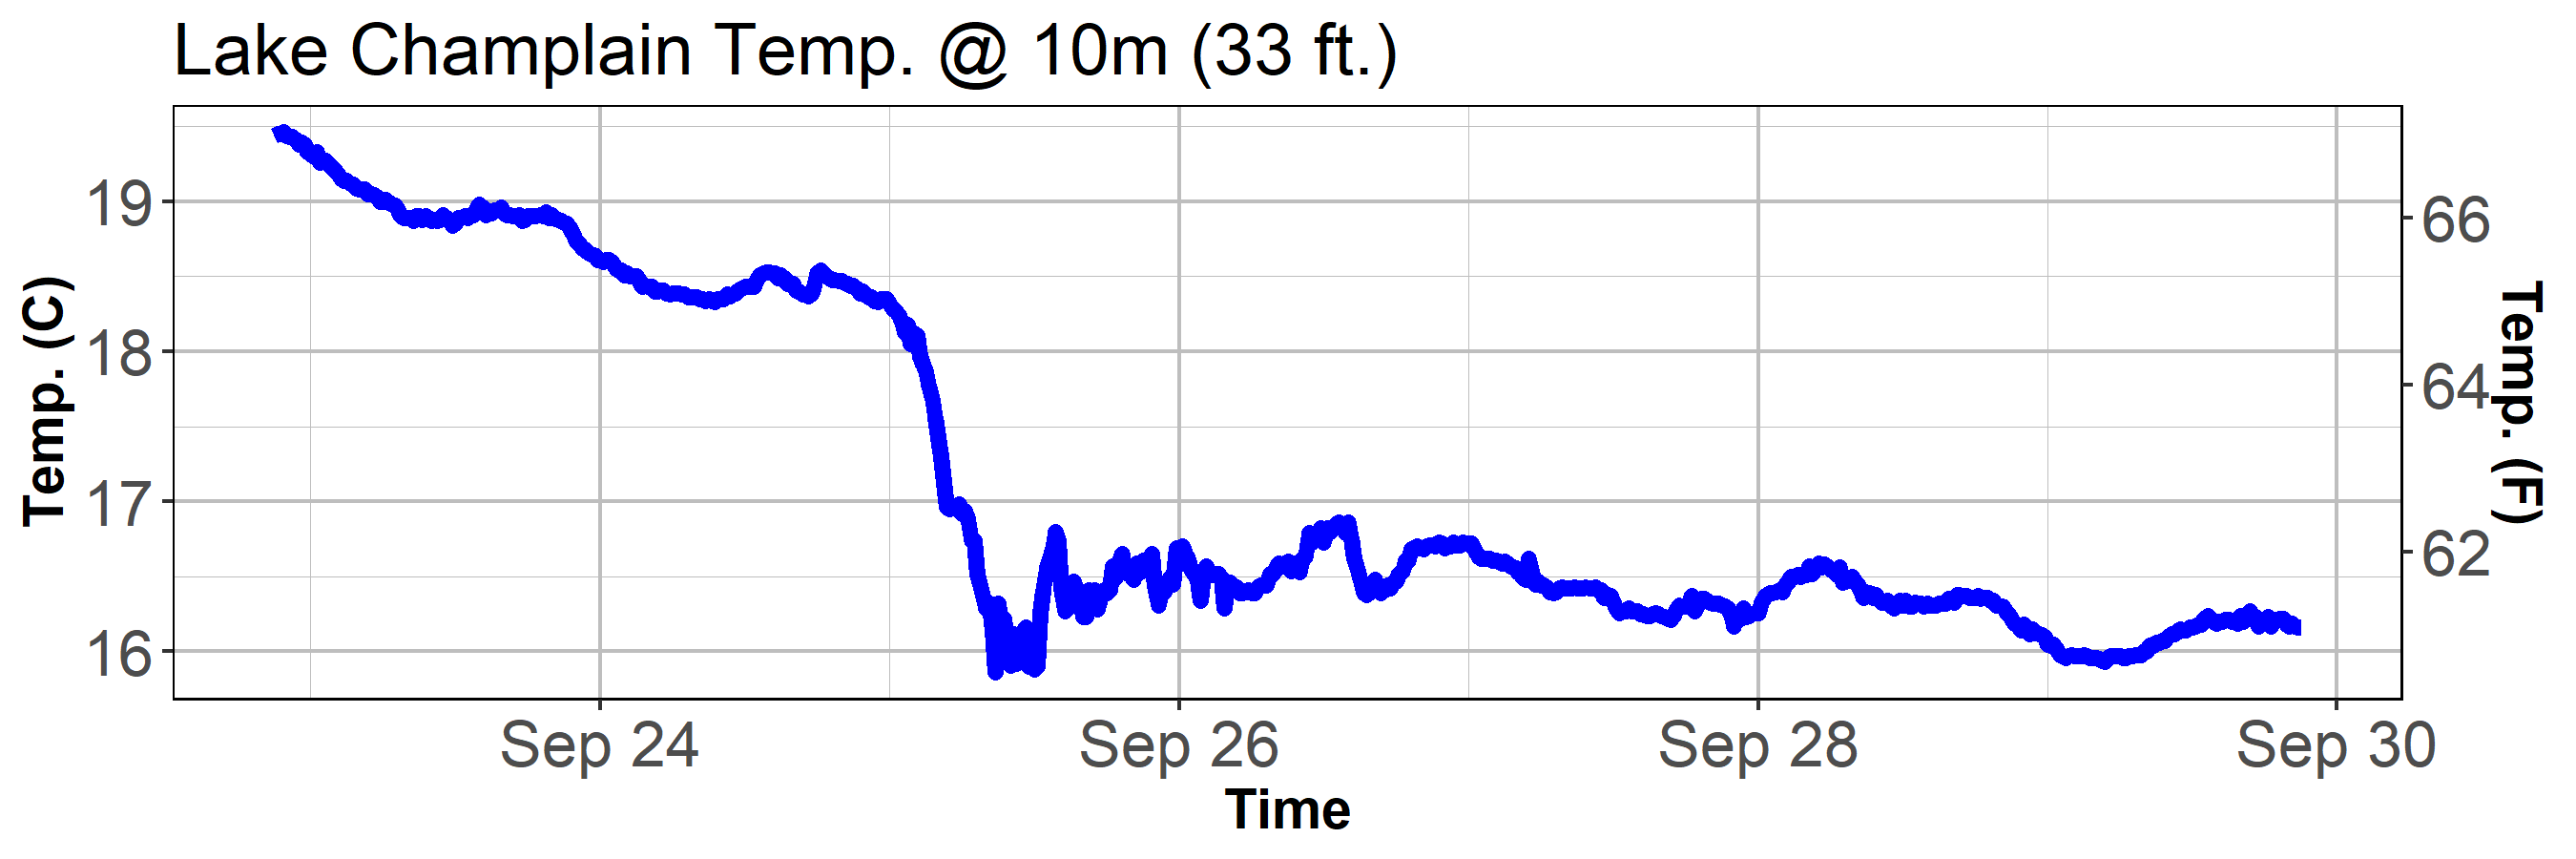 Lake Champlain Temp. @ 10m (33 ft.)
Temp. (C)
19
18
17
16
66
64
62
Temp. (F)
Sep 24 Sep 26 Sep 28 Sep 30
Time